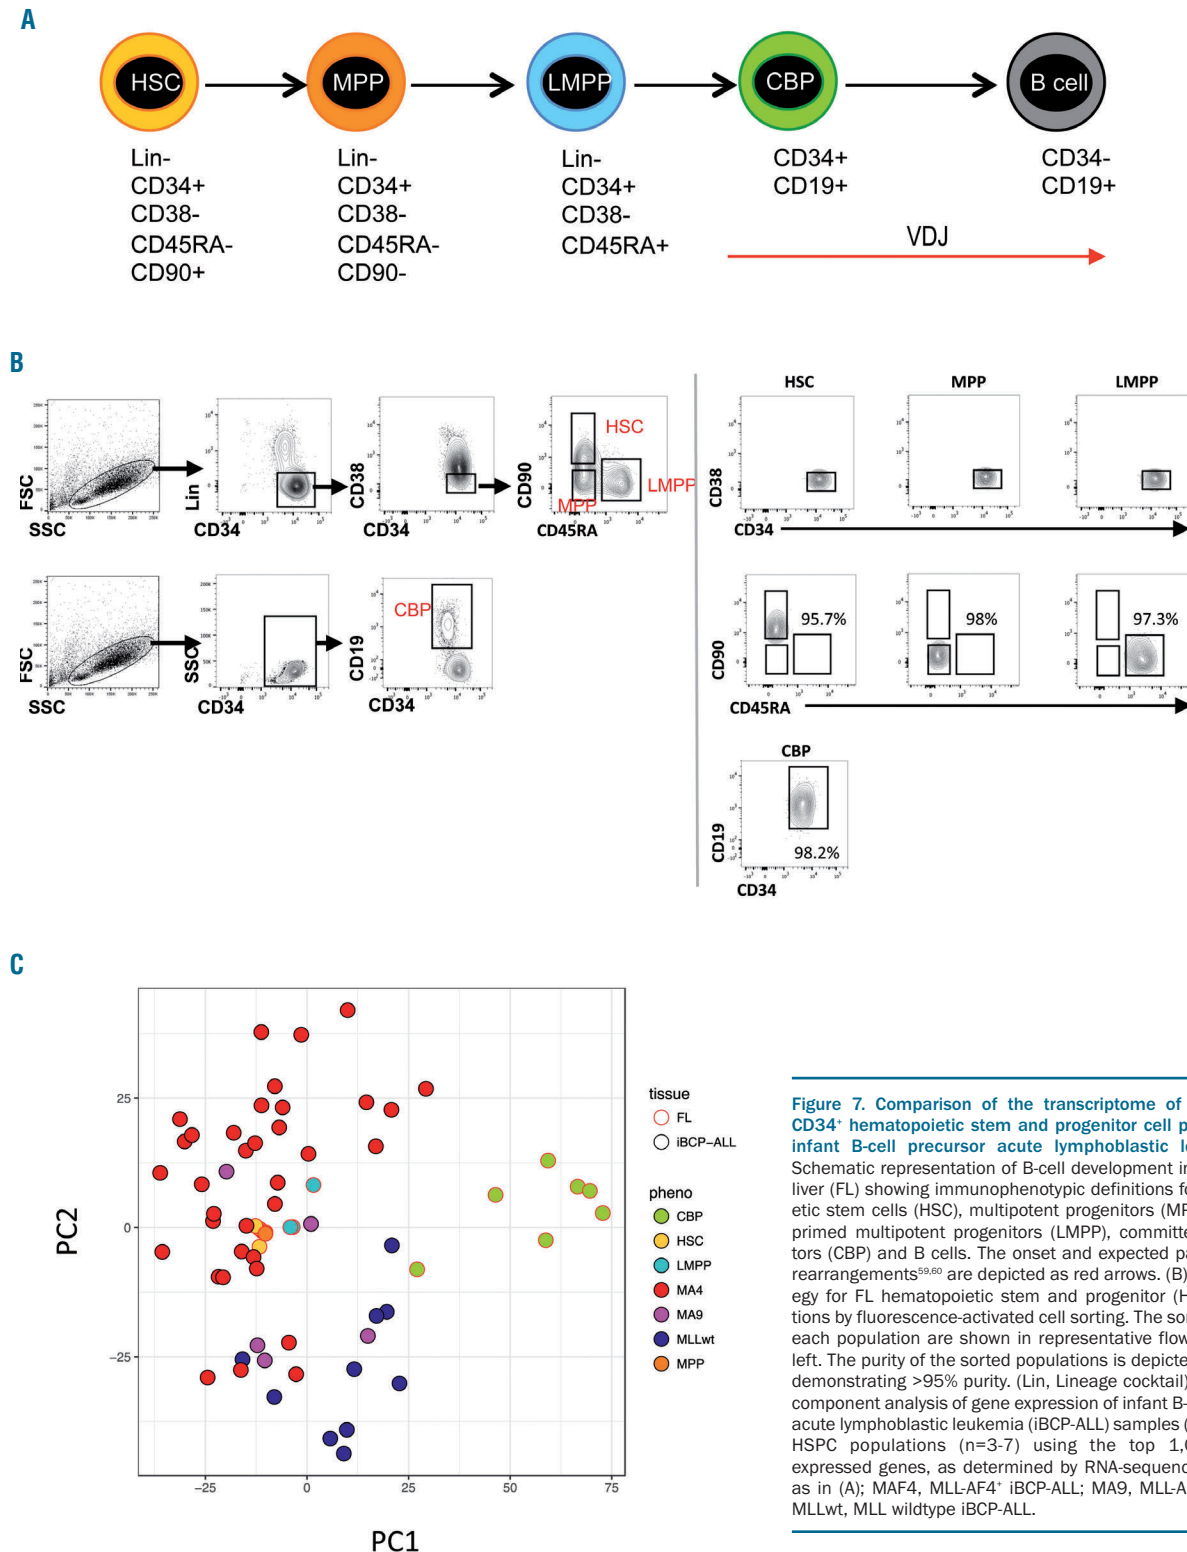 A
HSC
MPP
LMPP
CBP
B cell
Lin-
CD34+
CD38-
CD45RA-
CD90+
Lin-
CD34+
CD38-
CD45RA-
CD90-
Lin-
CD34+
CD38-
CD45RA+
CD34+
CD19+
CD34-
CD19+
VDJ
B
FSC
SSC
Lin
CD34
CD38
CD34
CD90
CD45RA
HSC
MPP
LMPP
FSC
SSC
SSC
CD34
CD19
CD34
CBP
HSC
MPP
LMPP
CD38
CD34
CD90
95.7%
98%
97.3%
CD45RA
CBP
CD19
98.2%
CD34
C
PC2
25
0
-25
-25
0
25
50
75
PC1
tissue
FL
iBCP-ALL
pheno
CBP
HSC
LMPP
MA4
MA9
MLLwt
MPP
Figure 7. Comparison of the transcriptome of
CD34+ hematopoietic stem and progenitor cell p
infant B-cell precursor acute lymphoblastic le
Schematic representation of B-cell development in
liver (FL) showing immunophenotypic definitions fo
etic stem cells (HSC), multipotent progenitors (MP
primed multipotent progenitors (LMPP), committe
tors (CBP) and B cells. The onset and expected pa
rearrangements59,60 are depicted as red arrows. (B)
egy for FL hematopoietic stem and progenitor (H
tions by fluorescence-activated cell sorting. The sor
each population are shown in representative flow
left. The purity of the sorted populations is depicte
demonstrating >95% purity. (Lin, Lineage cocktail)
component analysis of gene expression of infant B-
acute lymphoblastic leukemia (iBCP-ALL) samples (
HSPC populations (n=3-7) using the top 1,0
expressed genes, as determined by RNA-sequenc
as in (A); MAF4, MLL-AF4+ iBCP-ALL; MA9, MLL-A
MLLwt, MLL wildtype iBCP-ALL.